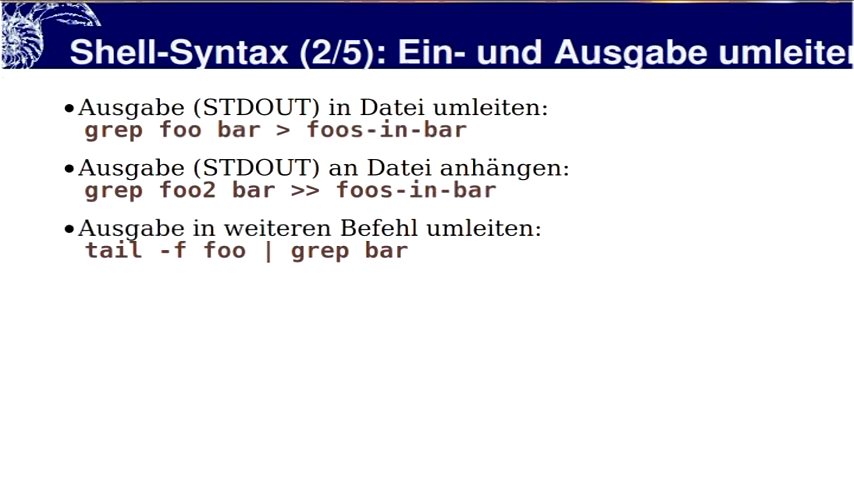 Shell-Syntax (2/5): Ein- und Ausgabe umleiten
•Ausgabe (STDOUT) in Datei umleiten:
grep foo bar > foos-in-bar
•Ausgabe (STDOUT) an Datei anhängen:
grep foo2 bar >> foos-in-bar
•Ausgabe in weiteren Befehl umleiten:
tail -f foo | grep bar